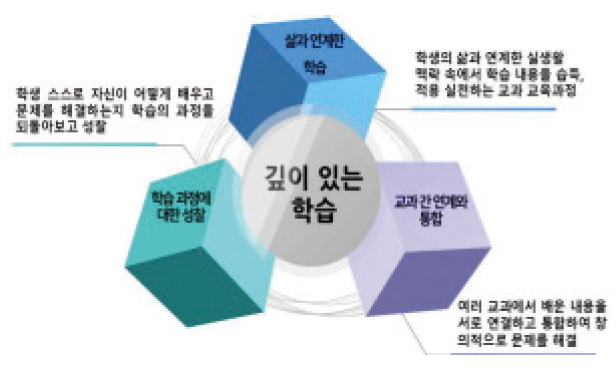 삶과 연계한
학습
학생의 삶과 연계한 실생활
맥락 속에서 학습 내용을 습득,
적용 실천하는 교과 교육과정
학생 스스로 자신이 어떻게 배우고
문제를 해결하는지 학습의 과정을
되돌아보고 성찰
깊이 있는
학습
학습 과정에
대한 성찰
교과 간 연계와
통합
여러 교과에서 배운 내용을
서로 연결하고 통합하여 창
의적으로 문제를 해결